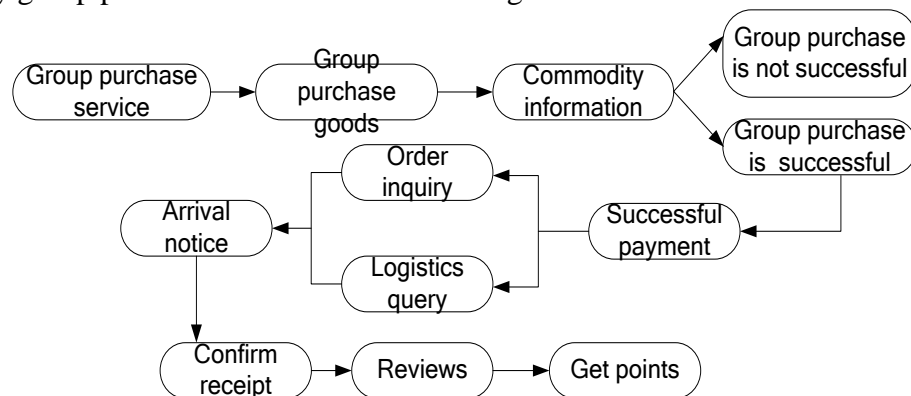 Group purchase
service
Group
purchase
goods
Commodity
information
Group purchase
is not successful
Group purchase
is successful
Order
inquiry
Successful
payment
Arrival
notice
Logistics
query
Confirm
receipt
Reviews
Get points